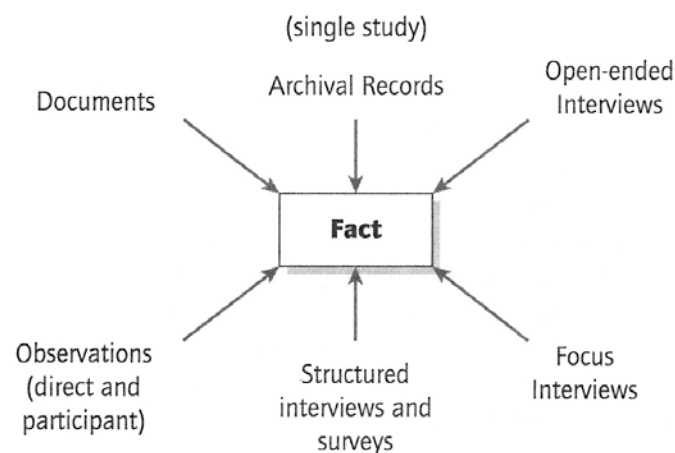 (single study)
Documents
Archival Records
Open-ended
Interviews
Fact
Observations
(direct and
participant)
Structured
interviews and
surveys
Focus
Interviews